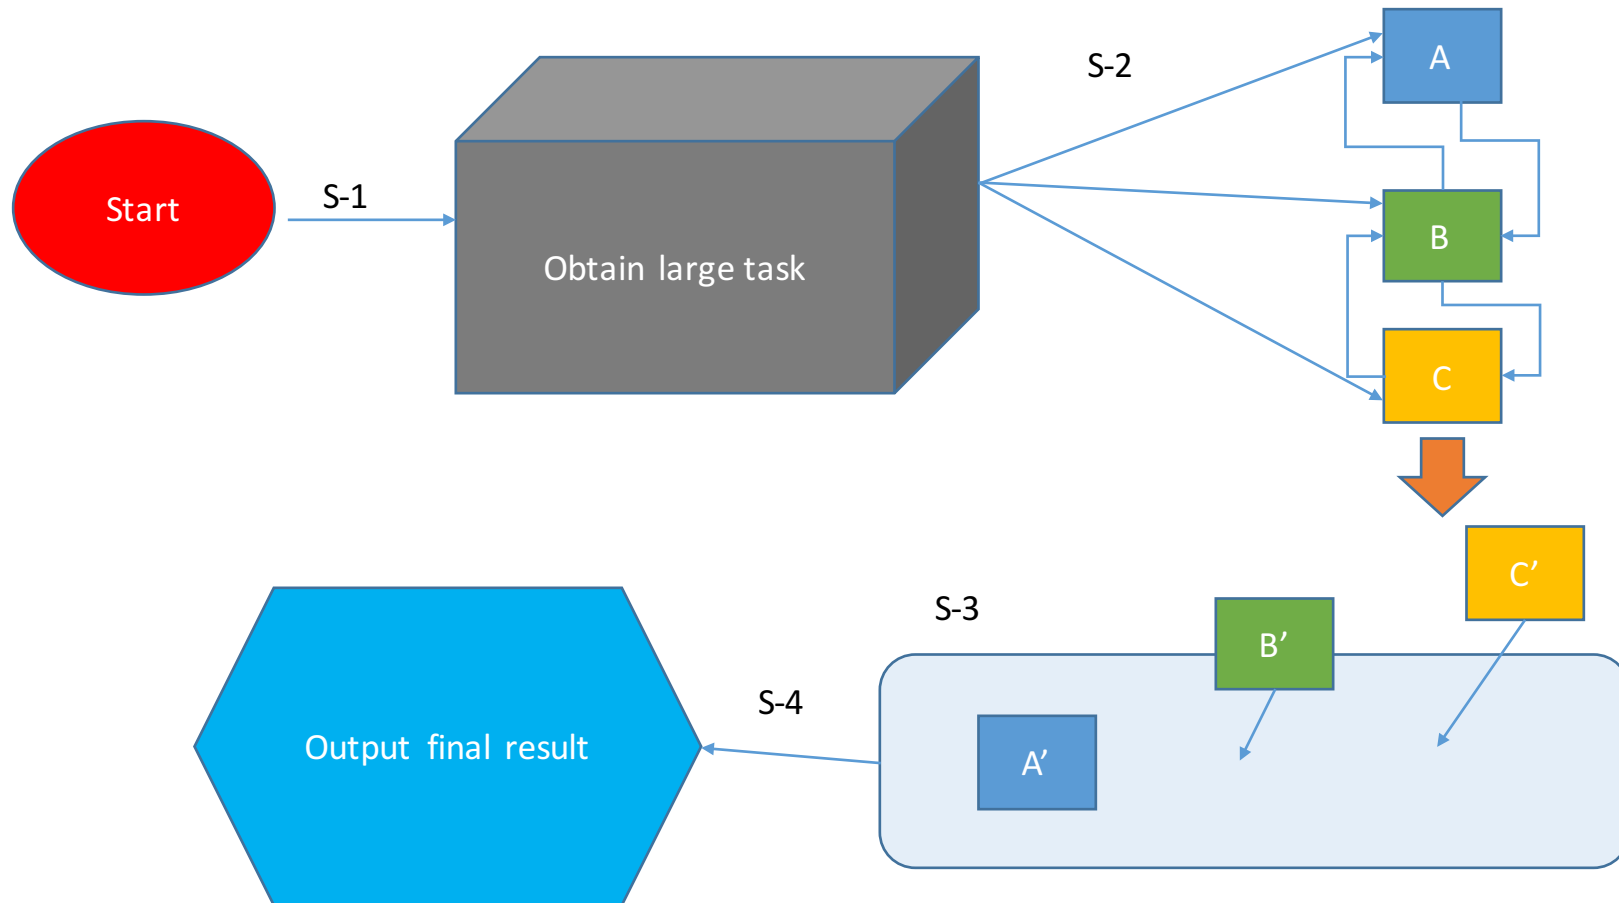 S-2
A
Start
S-1
Obtain large task
B
C
C’
S-3
B’
S-4
Output final result
A’